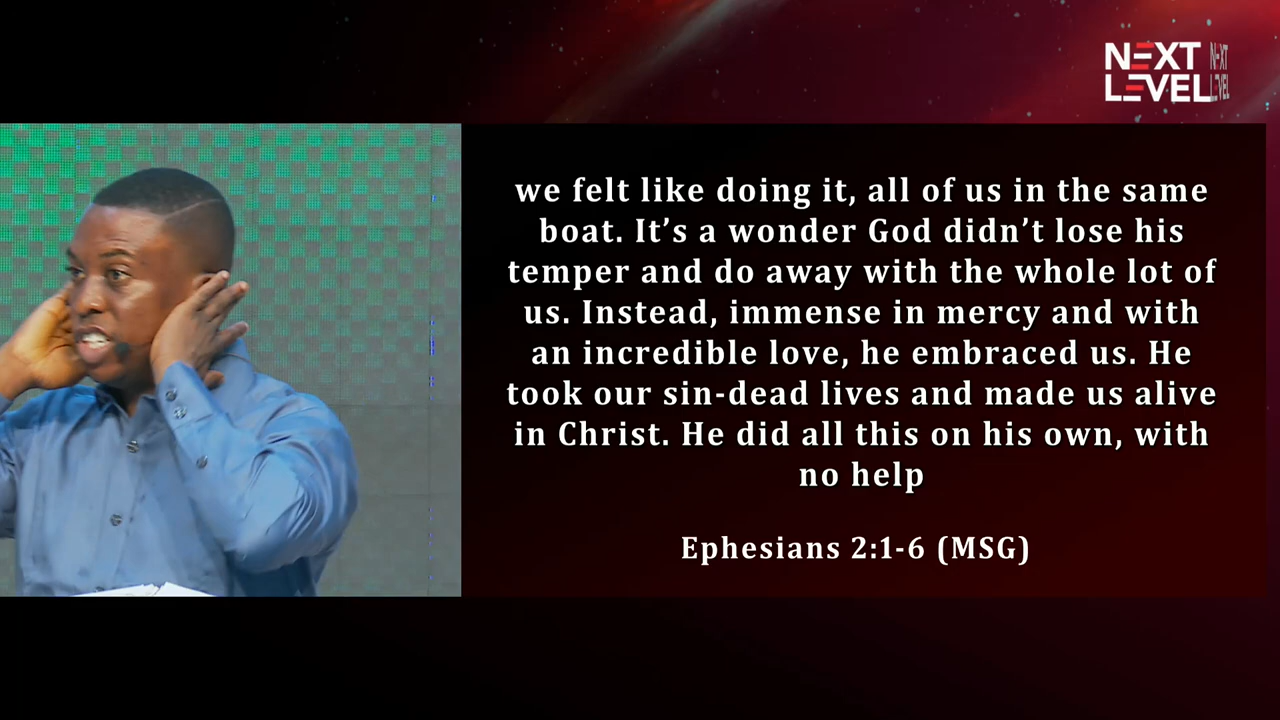 NEXT
LEVEL
NEXT
LEVEL
we felt like doing it, all of us in the same
boat. It’s a wonder God didn’t lose his
temper and do away with the whole lot of
us. Instead, immense in mercy and with
an incredible love, he embraced us. He
took our sin-dead lives and made us alive
in Christ. He did all this on his own, with
no help
Ephesians 2:1-6 (MSG)